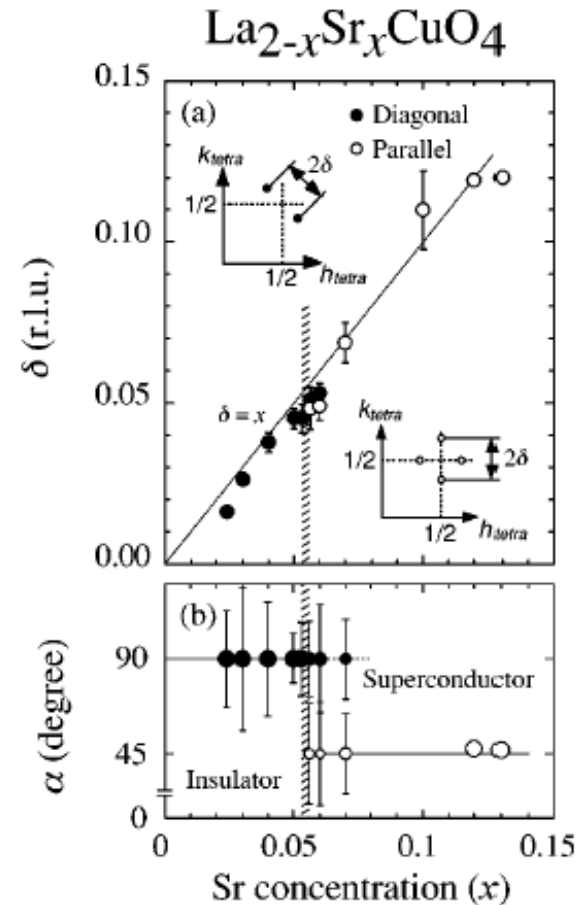 La2-xSrxCuO4
0.15
(a)
● Diagonal
○ Parallel
ktetra
2δ
1/2
1/2
htetra
0.10
δ (r.l.u.)
0.05
δ = x
ktetra
1/2
2δ
1/2
htetra
0.00
(b)
90
Superconductor
α (degree)
45
Insulator
0
0 0.05 0.10 0.15
Sr concentration (x)